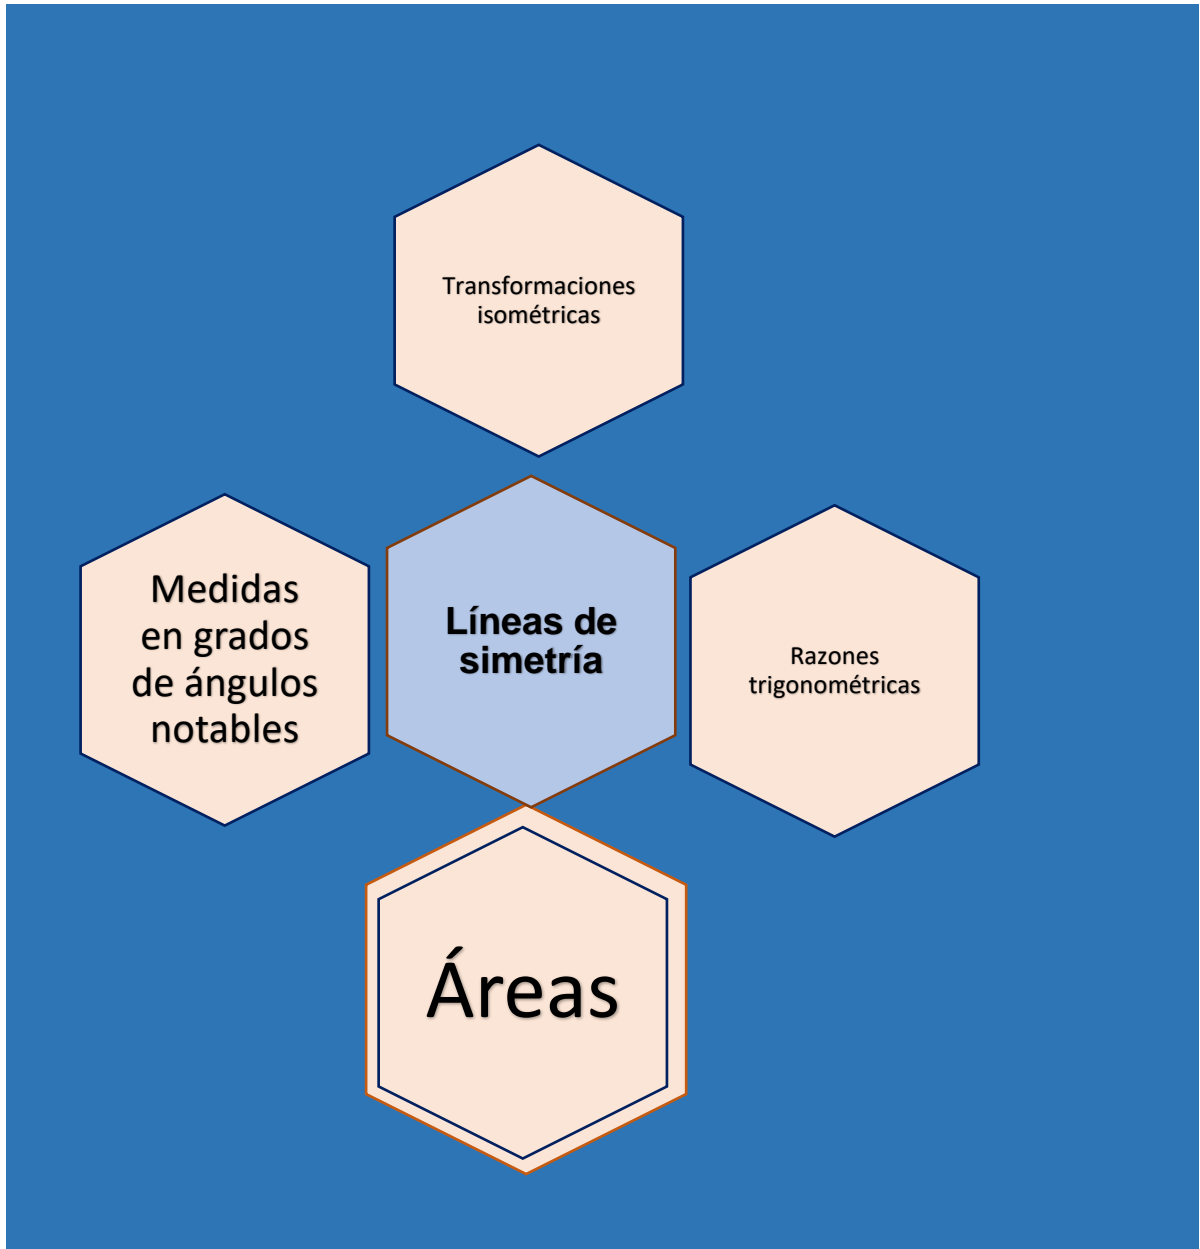 Transformaciones
isométricas
Medidas
en grados
de ángulos
notables
Líneas de
simetría
Razones
trigonométricas
Áreas